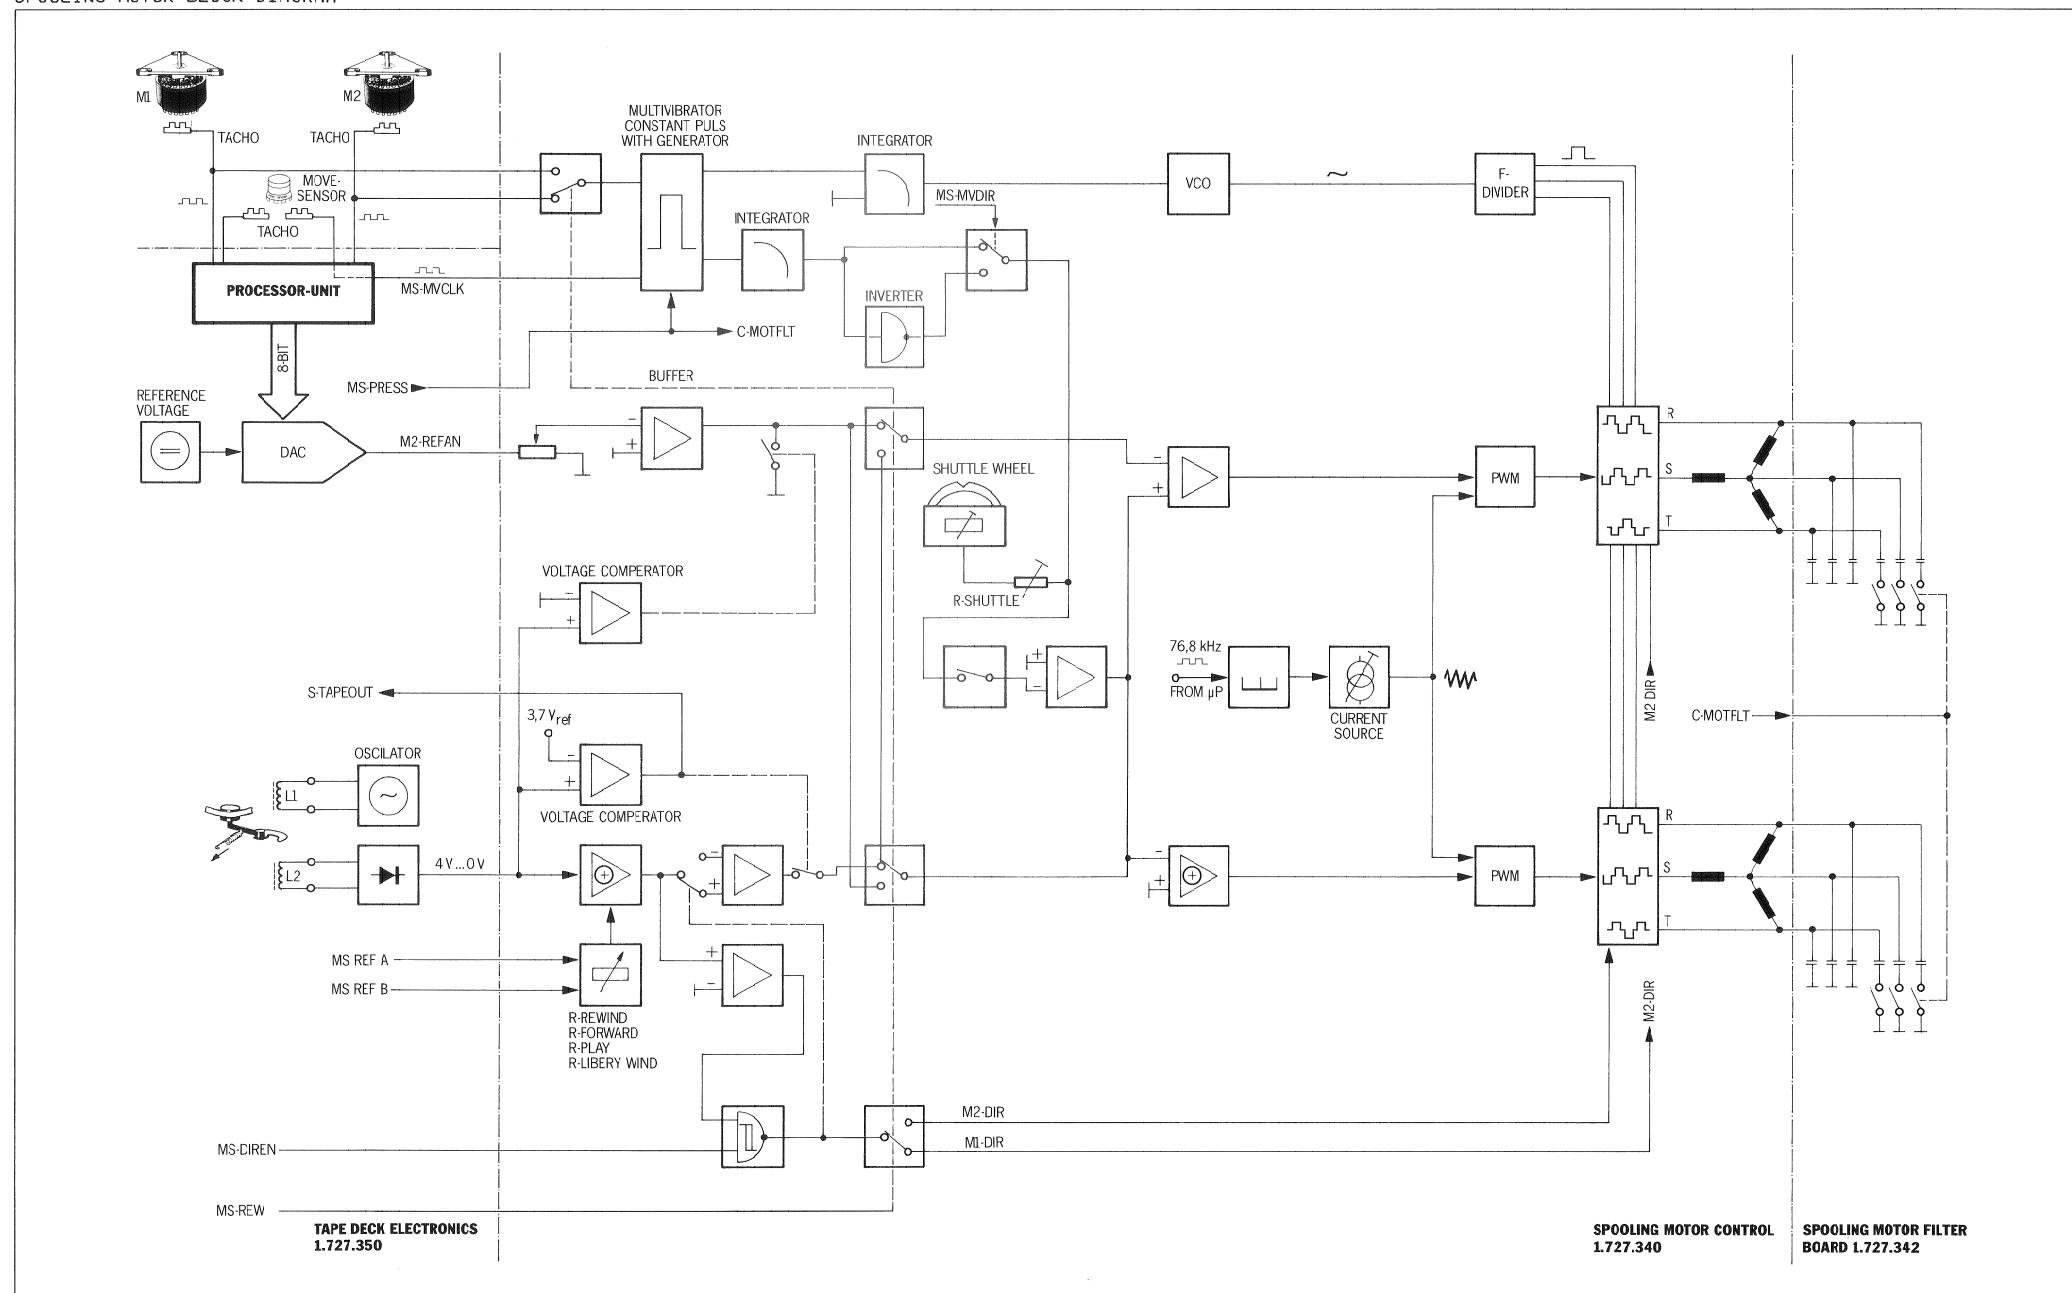 M1
M2
TACHO
TACHO
MOVE-
SENSOR
TACHO
MULTIVIBRATOR
CONSTANT PULS
WITH GENERATOR
INTEGRATOR
VCO
F-
DIVIDER
MS-MVDIR
INTEGRATOR
PROCESSOR-UNIT
MS-MVCLK
INVERTER
C-MOTFLT
8-BIT
MS-PRESS
BUFFER
REFERENCE
VOLTAGE
DAC
M2-REFAN
-
+
SHUTTLE WHEEL
-
+
PWM
R
S
T
R-SHUTTLE
VOLTAGE COMPERATOR
-
+
76,8 kHz
FROM µP
+
-
CURRENT
SOURCE
M2 DIR
C-MOTFLT
S-TAPEOUT
3,7 Vref
-
+
VOLTAGE COMPERATOR
OSCILATOR
L1
~
L2
4V...0V
+
-
+
-
+
+
PWM
R
S
T
MS REF A
MS REF B
+
-
R-REWIND
R-FORWARD
R-PLAY
R-LIBERY WIND
M2-DIR
M2-DIR
M1-DIR
MS-DIREN
MS-REW
TAPE DECK ELECTRONICS
1.727.350
SPOOLING MOTOR CONTROL
1.727.340
SPOOLING MOTOR FILTER
BOARD 1.727.342